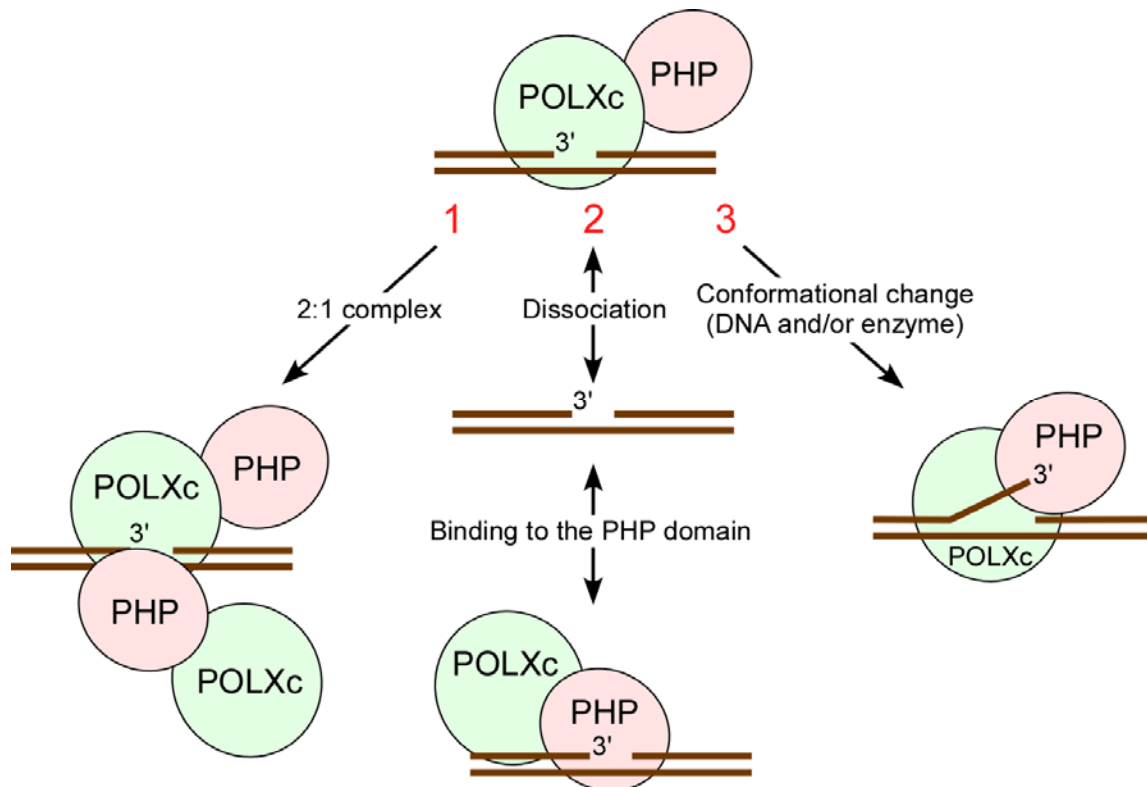 POLXc
PHP
3'
1 2 3
2:1 complex
Dissociation
Conformational change
(DNA and/or enzyme)
3'
POLXc
PHP
3'
PHP
POLXc
Binding to the PHP domain
POLXc
PHP
3'
PHP
3'
POLXc